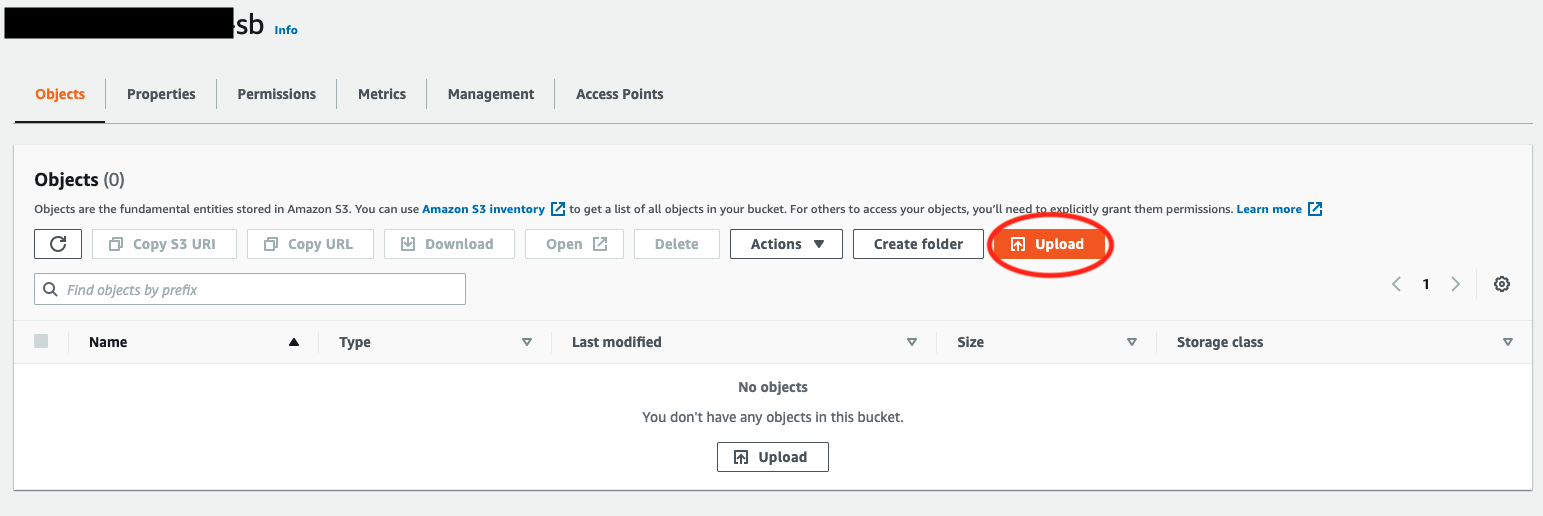 -sb Info
Objects Properties Permissions Metrics Management Access Points
Objects (0)
Objects are the fundamental entities stored in Amazon S3. You can use Amazon S3 inventory to get a list of all objects in your bucket. For others to access your objects, you'll need to explicitly grant them permissions. Learn more
Copy S3 URI Copy URL Download Open Delete Actions Create folder Upload
Find objects by prefix 1
Name Type Last modified Size Storage class
No objects
You don't have any objects in this bucket.
Upload